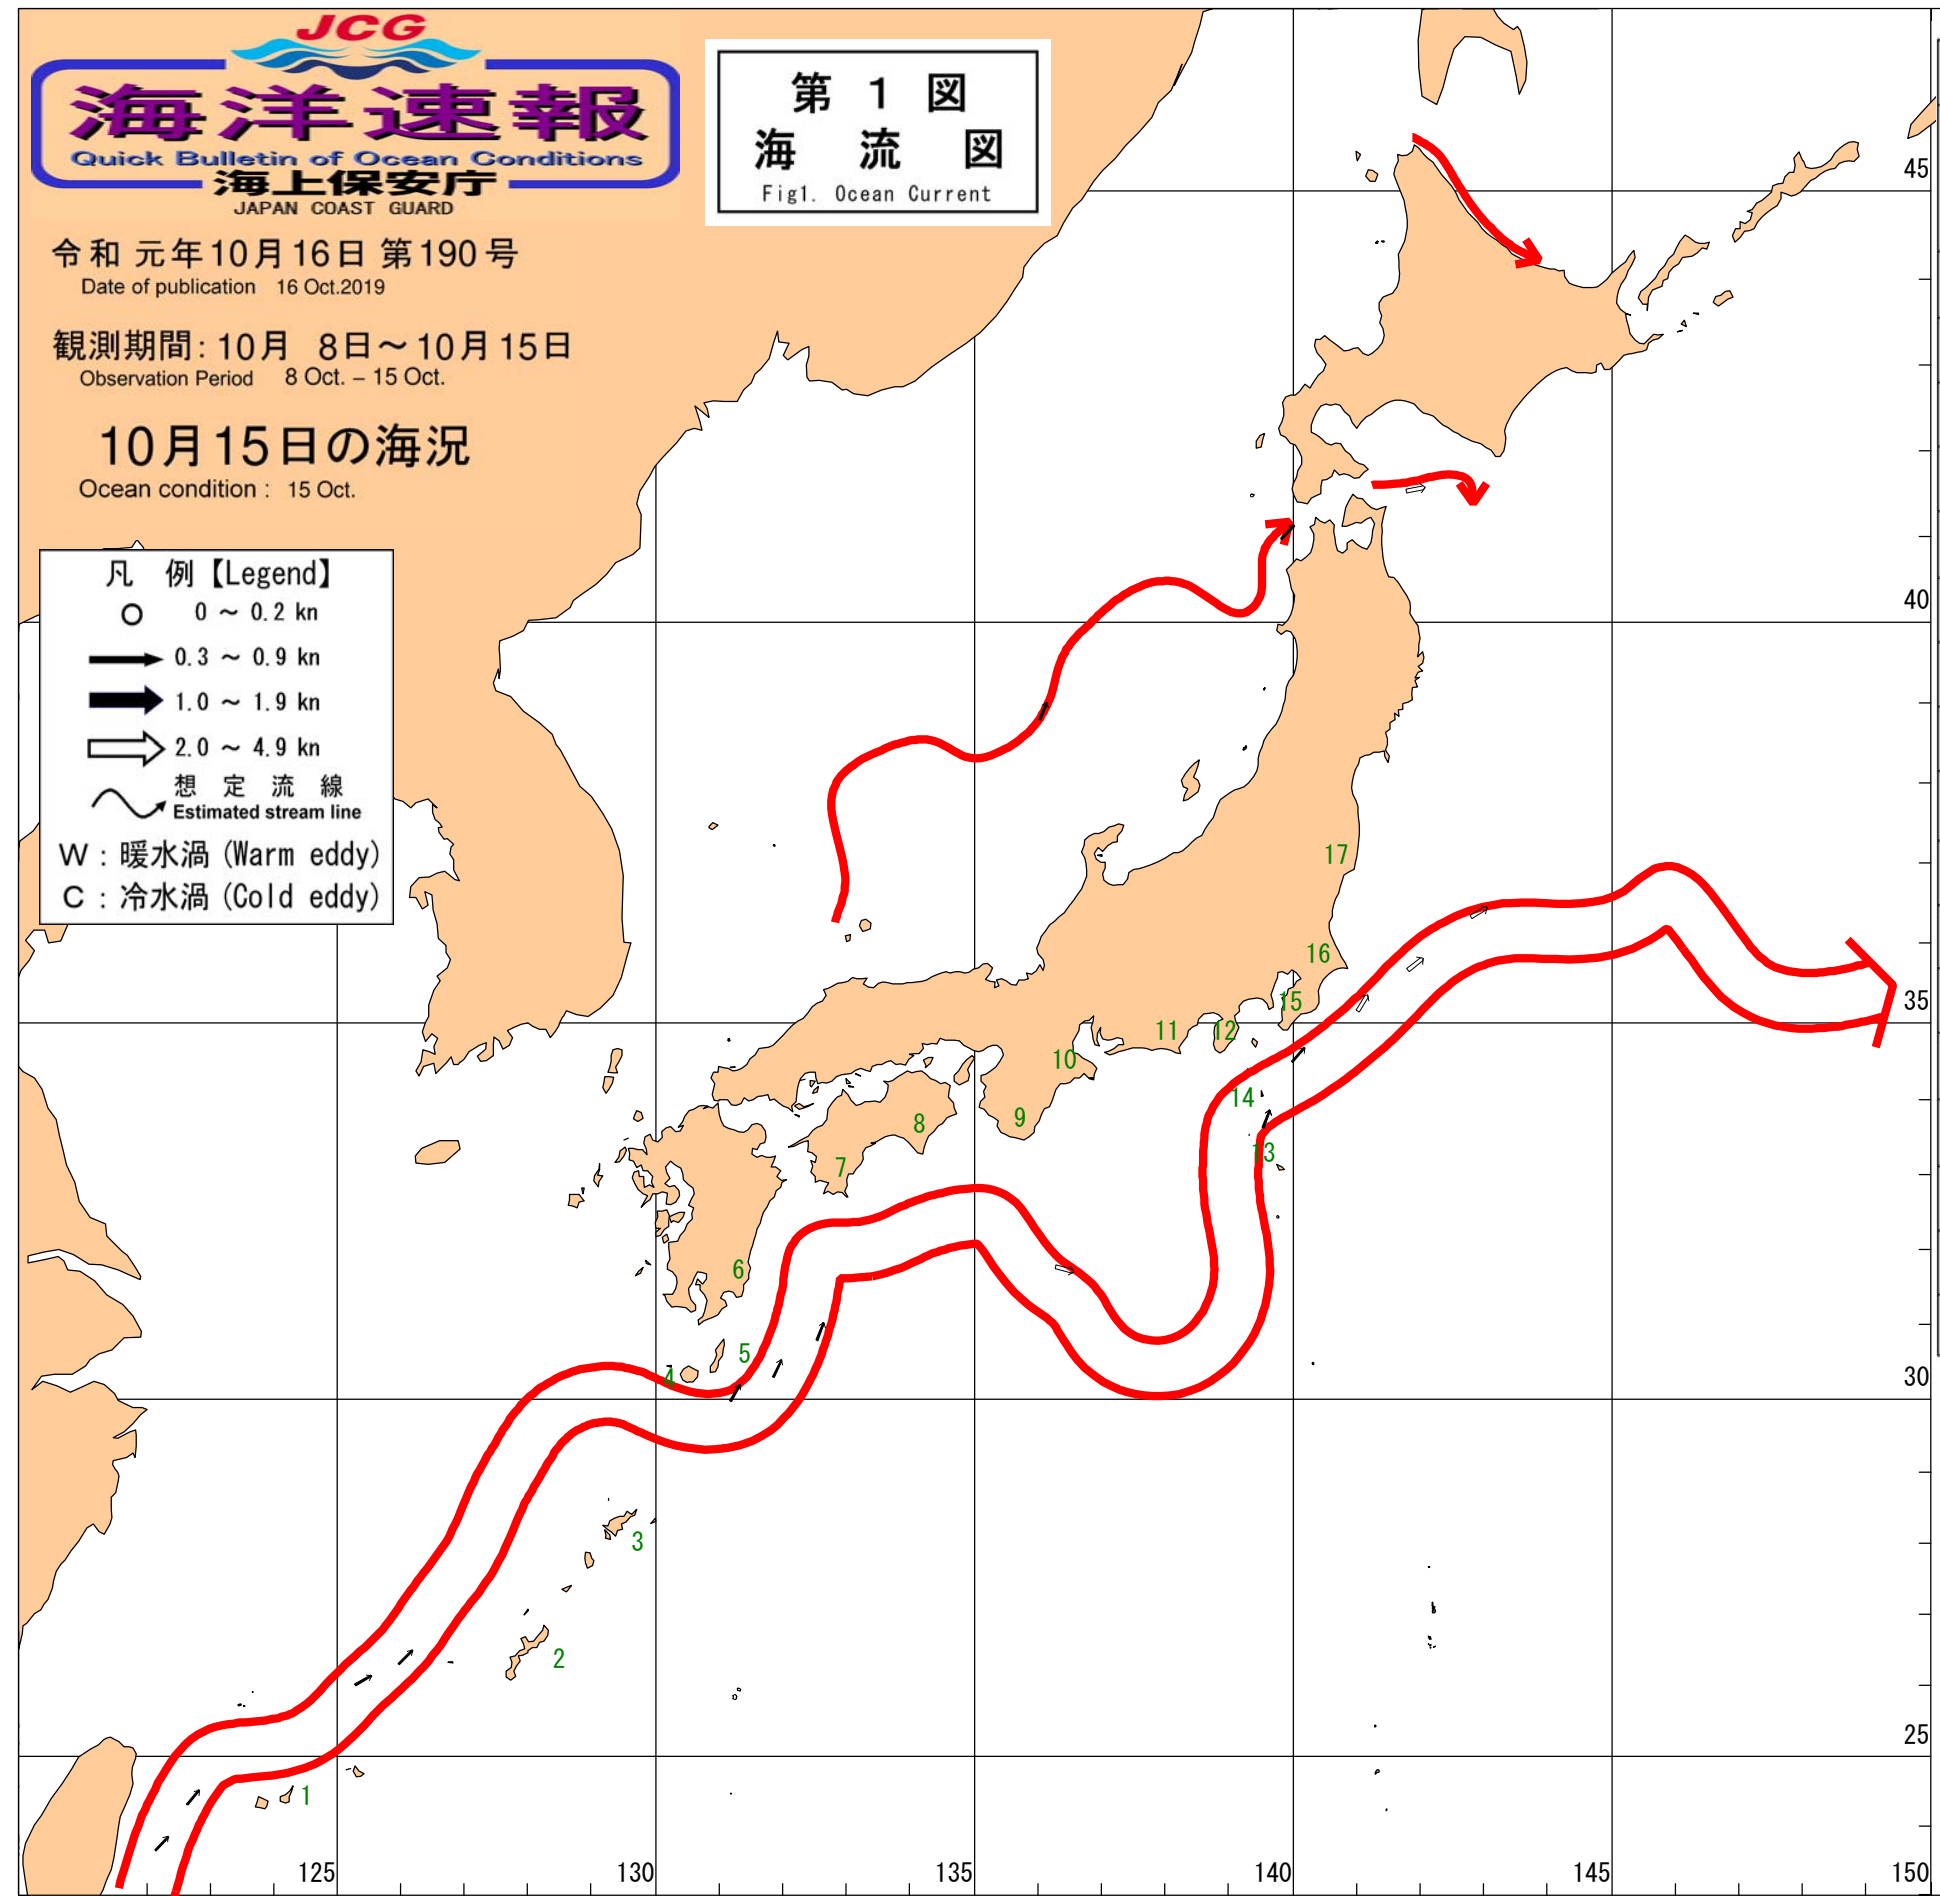 JCG
海洋速報
Quick Bulletin of Ocean Conditions
海上保安庁
JAPAN COAST GUARD
第 1 図
海 流 図
Fig1. Ocean Current
令和 元年10月16日 第190号
Date of publication 16 Oct.2019
観測期間: 10月 8日～10月15日
Observation Period 8 Oct. – 15 Oct.
10月15日の海況
Ocean condition : 15 Oct.
凡 例【Legend】
0 ～ 0.2 kn
0.3 ～ 0.9 kn
1.0 ～ 1.9 kn
2.0 ～ 4.9 kn
想 定 流 線
Estimated stream line
W : 暖水渦 (Warm eddy)
C : 冷水渦 (Cold eddy)
45
40
35
30
25
17
16
15
12
11
10
14
9
8
13
7
6
5
4
3
2
1
125
130
135
140
145
150